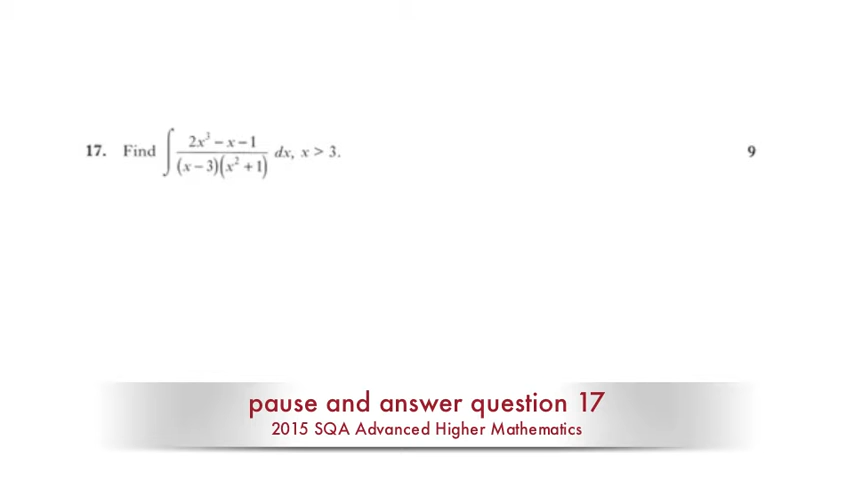 17. Find ∫ (2x³ − x − 1)/((x − 3)(x² + 1)) dx, x > 3. 9
pause and answer question 17
2015 SQA Advanced Higher Mathematics